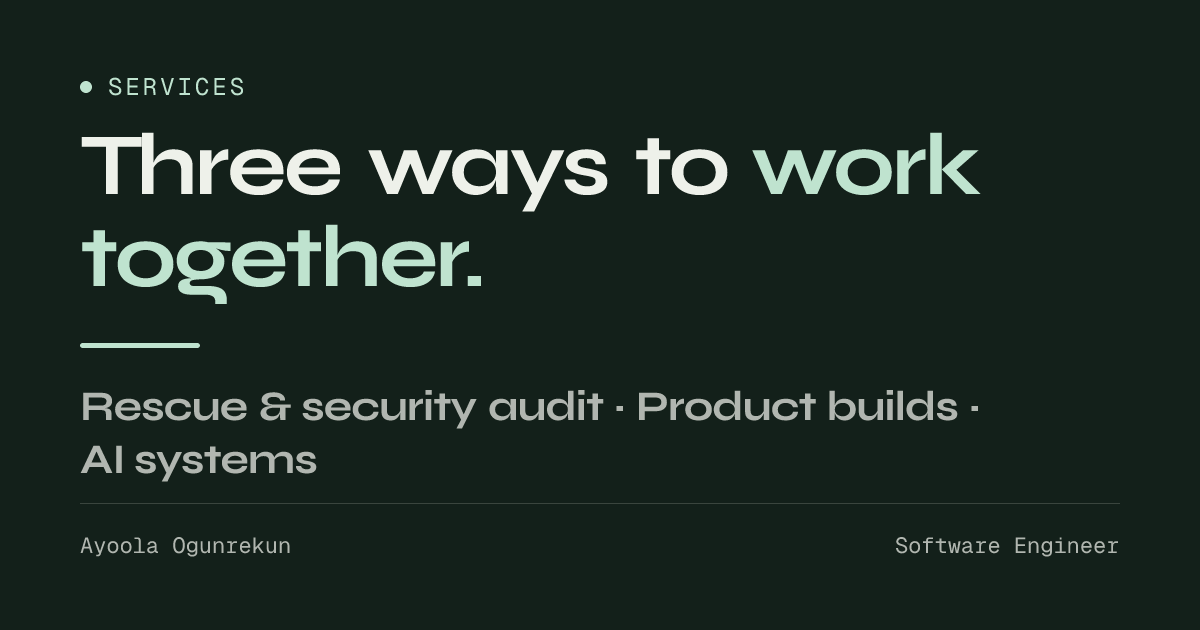 SERVICES
Three ways to work
together.
Rescue & security audit · Product builds ·
AI systems
Ayoola Ogunrekun
Software Engineer